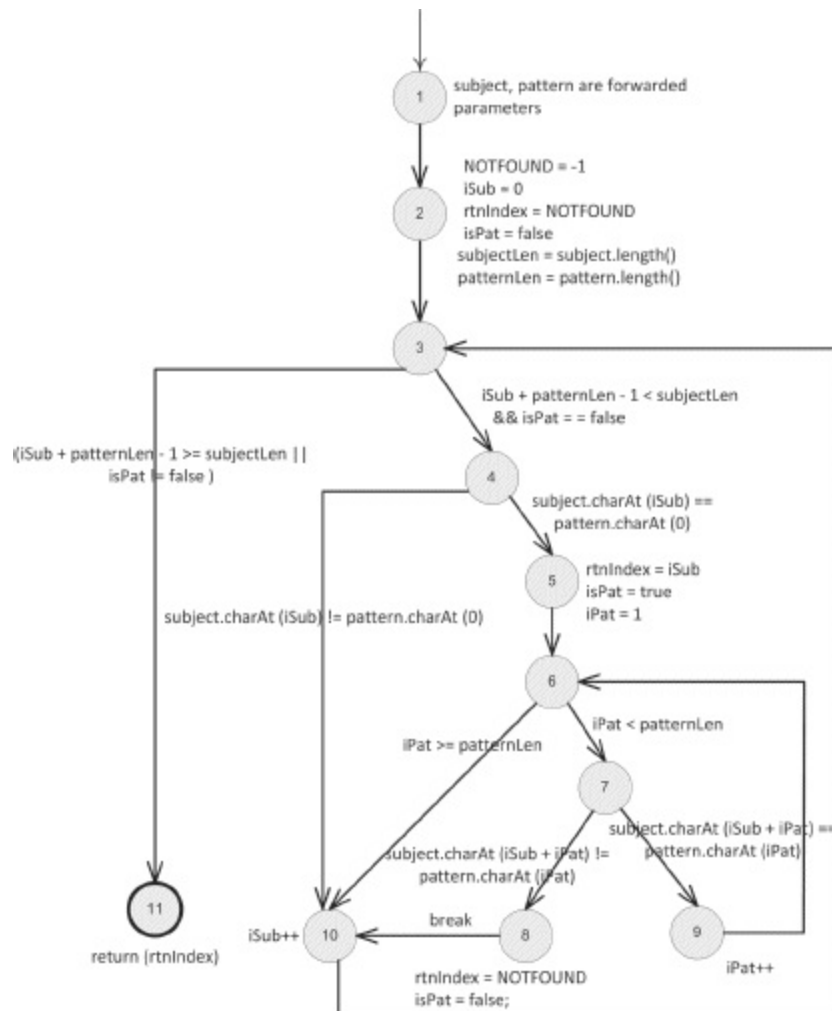 1
subject, pattern are forwarded
parameters
2
NOTFOUND = -1
iSub = 0
rtnIndex = NOTFOUND
isPat = false
subjectLen = subject.length()
patternLen = pattern.length()
3
iSub + patternLen - 1 < subjectLen
&& isPat = = false
(iSub + patternLen - 1 >= subjectLen ||
isPat != false )
4
subject.charAt (iSub) ==
pattern.charAt (0)
5
rtnIndex = iSub
isPat = true
iPat = 1
subject.charAt (iSub) != pattern.charAt (0)
6
iPat >= patternLen
iPat < patternLen
7
subject.charAt (iSub + iPat) !=
pattern.charAt (iPat)
subject.charAt (iSub + iPat) ==
pattern.charAt (iPat)
11
return (rtnIndex)
iSub++
10
break
8
rtnIndex = NOTFOUND
isPat = false;
9
iPat++